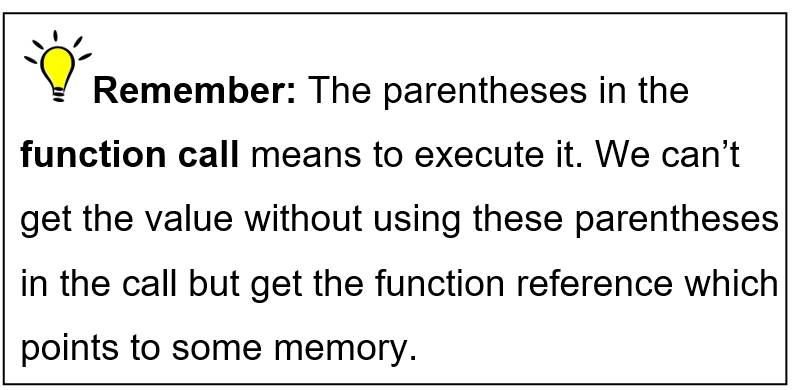 Remember: The parentheses in the
function call means to execute it. We can’t
get the value without using these parentheses
in the call but get the function reference which
points to some memory.